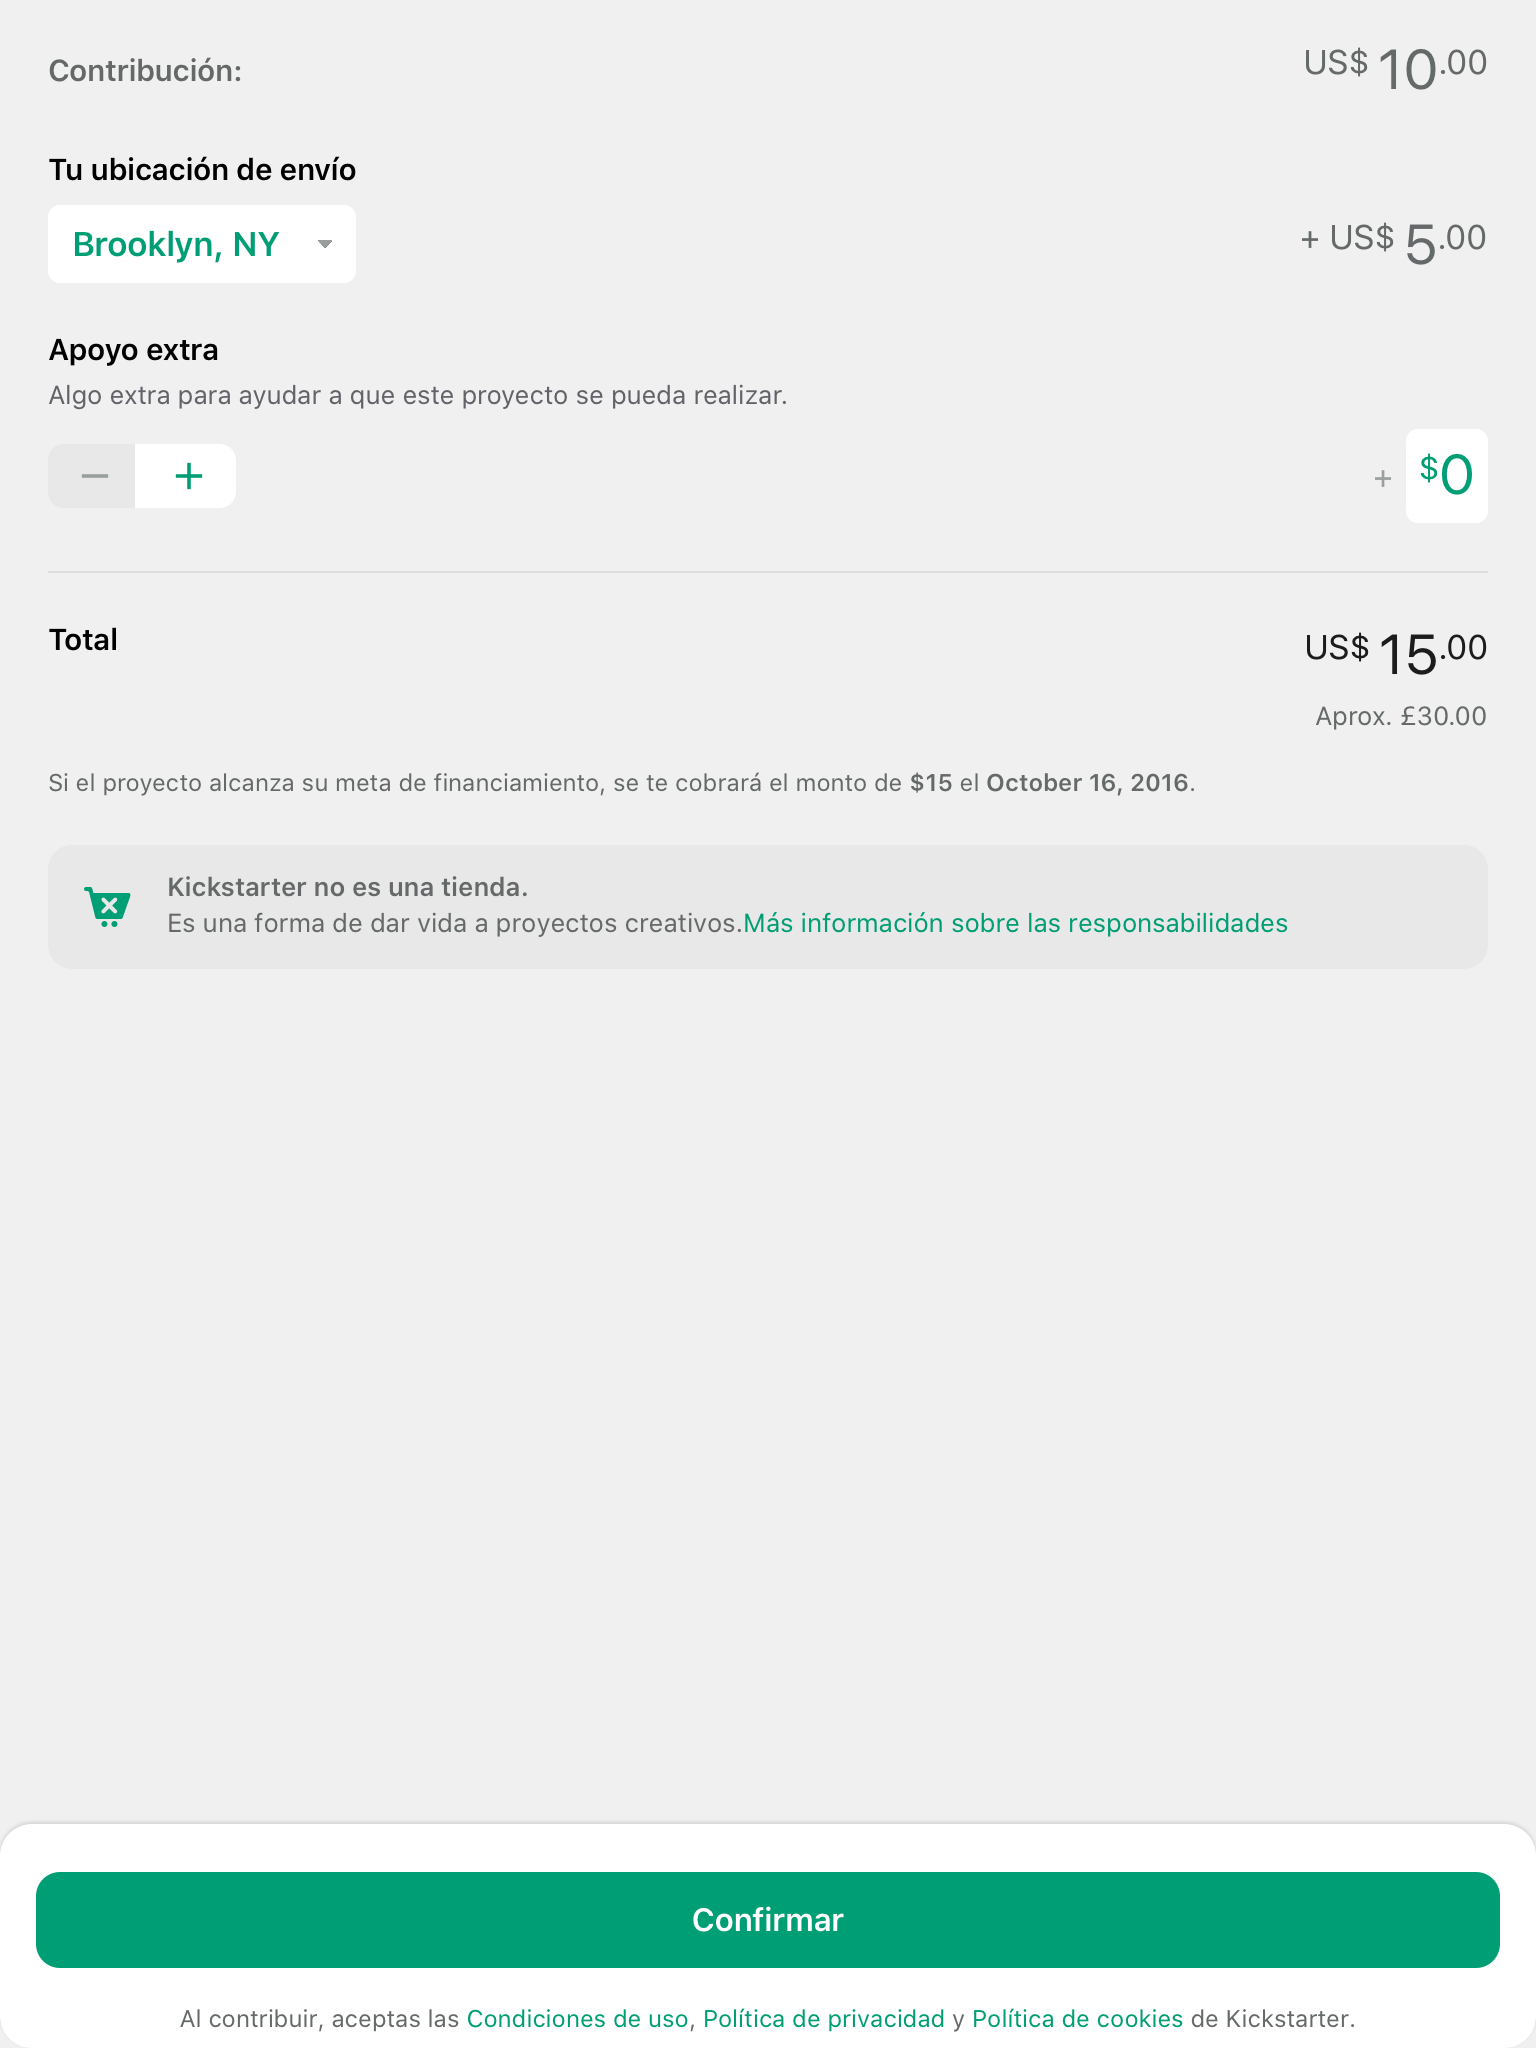 Contribución:
US$ 10.00
Tu ubicación de envío
Brooklyn, NY
+ US$ 5.00
Apoyo extra
Algo extra para ayudar a que este proyecto se pueda realizar.
− +
+ $0
Total
US$ 15.00
Aprox. £30.00
Si el proyecto alcanza su meta de financiamiento, se te cobrará el monto de $15 el October 16, 2016.
Kickstarter no es una tienda.
Es una forma de dar vida a proyectos creativos.Más información sobre las responsabilidades
Confirmar
Al contribuir, aceptas las Condiciones de uso, Política de privacidad y Política de cookies de Kickstarter.